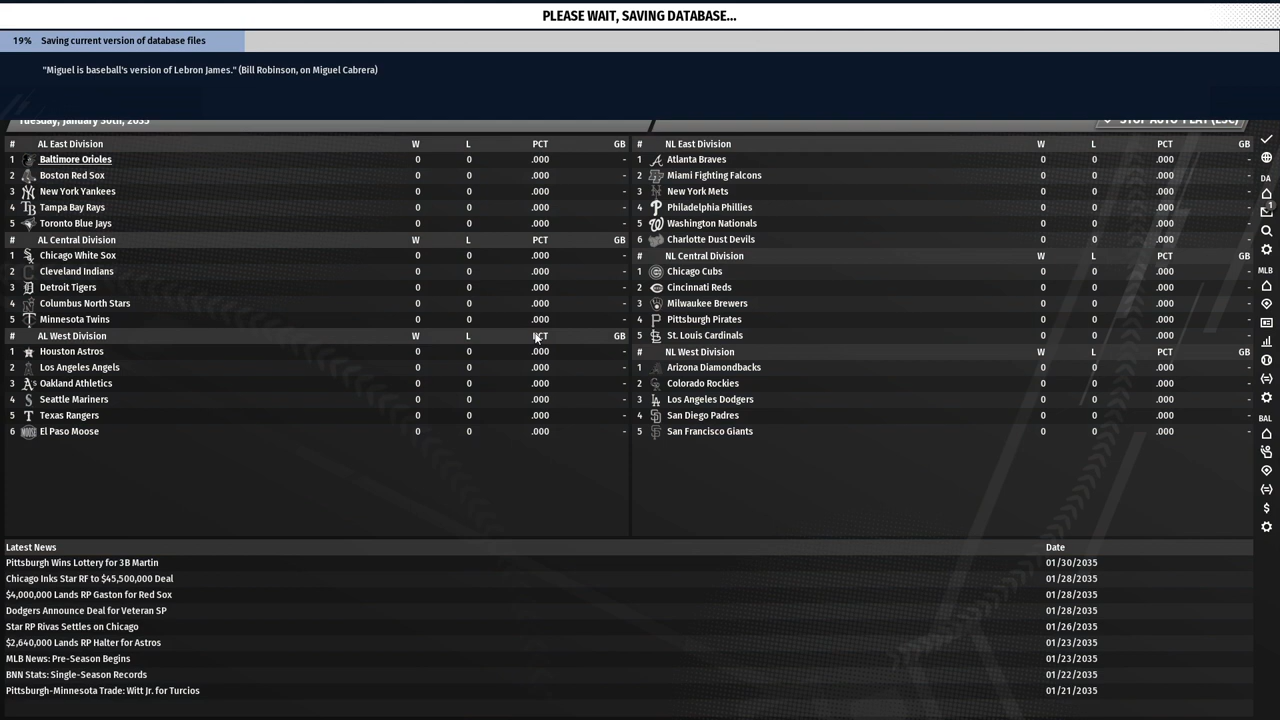 PLEASE WAIT, SAVING DATABASE...
19% Saving current version of database files
"Miguel is baseball's version of Lebron James." (Bill Robinson, on Miguel Cabrera)
Tuesday, January 30th, 2035
STOP AUTO-PLAY (ESC)
# AL East Division W L PCT GB
1 Baltimore Orioles 0 0 .000 -
2 Boston Red Sox 0 0 .000 -
3 New York Yankees 0 0 .000 -
4 Tampa Bay Rays 0 0 .000 -
5 Toronto Blue Jays 0 0 .000 -
# AL Central Division W L PCT GB
1 Chicago White Sox 0 0 .000 -
2 Cleveland Indians 0 0 .000 -
3 Detroit Tigers 0 0 .000 -
4 Columbus North Stars 0 0 .000 -
5 Minnesota Twins 0 0 .000 -
# AL West Division W L PCT GB
1 Houston Astros 0 0 .000 -
2 Los Angeles Angels 0 0 .000 -
3 Oakland Athletics 0 0 .000 -
4 Seattle Mariners 0 0 .000 -
5 Texas Rangers 0 0 .000 -
6 El Paso Moose 0 0 .000 -
# NL East Division W L PCT GB
1 Atlanta Braves 0 0 .000 -
2 Miami Fighting Falcons 0 0 .000 -
3 New York Mets 0 0 .000 -
4 Philadelphia Phillies 0 0 .000 -
5 Washington Nationals 0 0 .000 -
6 Charlotte Dust Devils 0 0 .000 -
# NL Central Division W L PCT GB
1 Chicago Cubs 0 0 .000 -
2 Cincinnati Reds 0 0 .000 -
3 Milwaukee Brewers 0 0 .000 -
4 Pittsburgh Pirates 0 0 .000 -
5 St. Louis Cardinals 0 0 .000 -
# NL West Division W L PCT GB
1 Arizona Diamondbacks 0 0 .000 -
2 Colorado Rockies 0 0 .000 -
3 Los Angeles Dodgers 0 0 .000 -
4 San Diego Padres 0 0 .000 -
5 San Francisco Giants 0 0 .000 -
DA
1
MLB
BAL
$
Latest News Date
Pittsburgh Wins Lottery for 3B Martin 01/30/2035
Chicago Inks Star RF to $45,500,000 Deal 01/28/2035
$4,000,000 Lands RP Gaston for Red Sox 01/28/2035
Dodgers Announce Deal for Veteran SP 01/28/2035
Star RP Rivas Settles on Chicago 01/26/2035
$2,640,000 Lands RP Halter for Astros 01/23/2035
MLB News: Pre-Season Begins 01/23/2035
BNN Stats: Single-Season Records 01/22/2035
Pittsburgh-Minnesota Trade: Witt Jr. for Turcios 01/21/2035